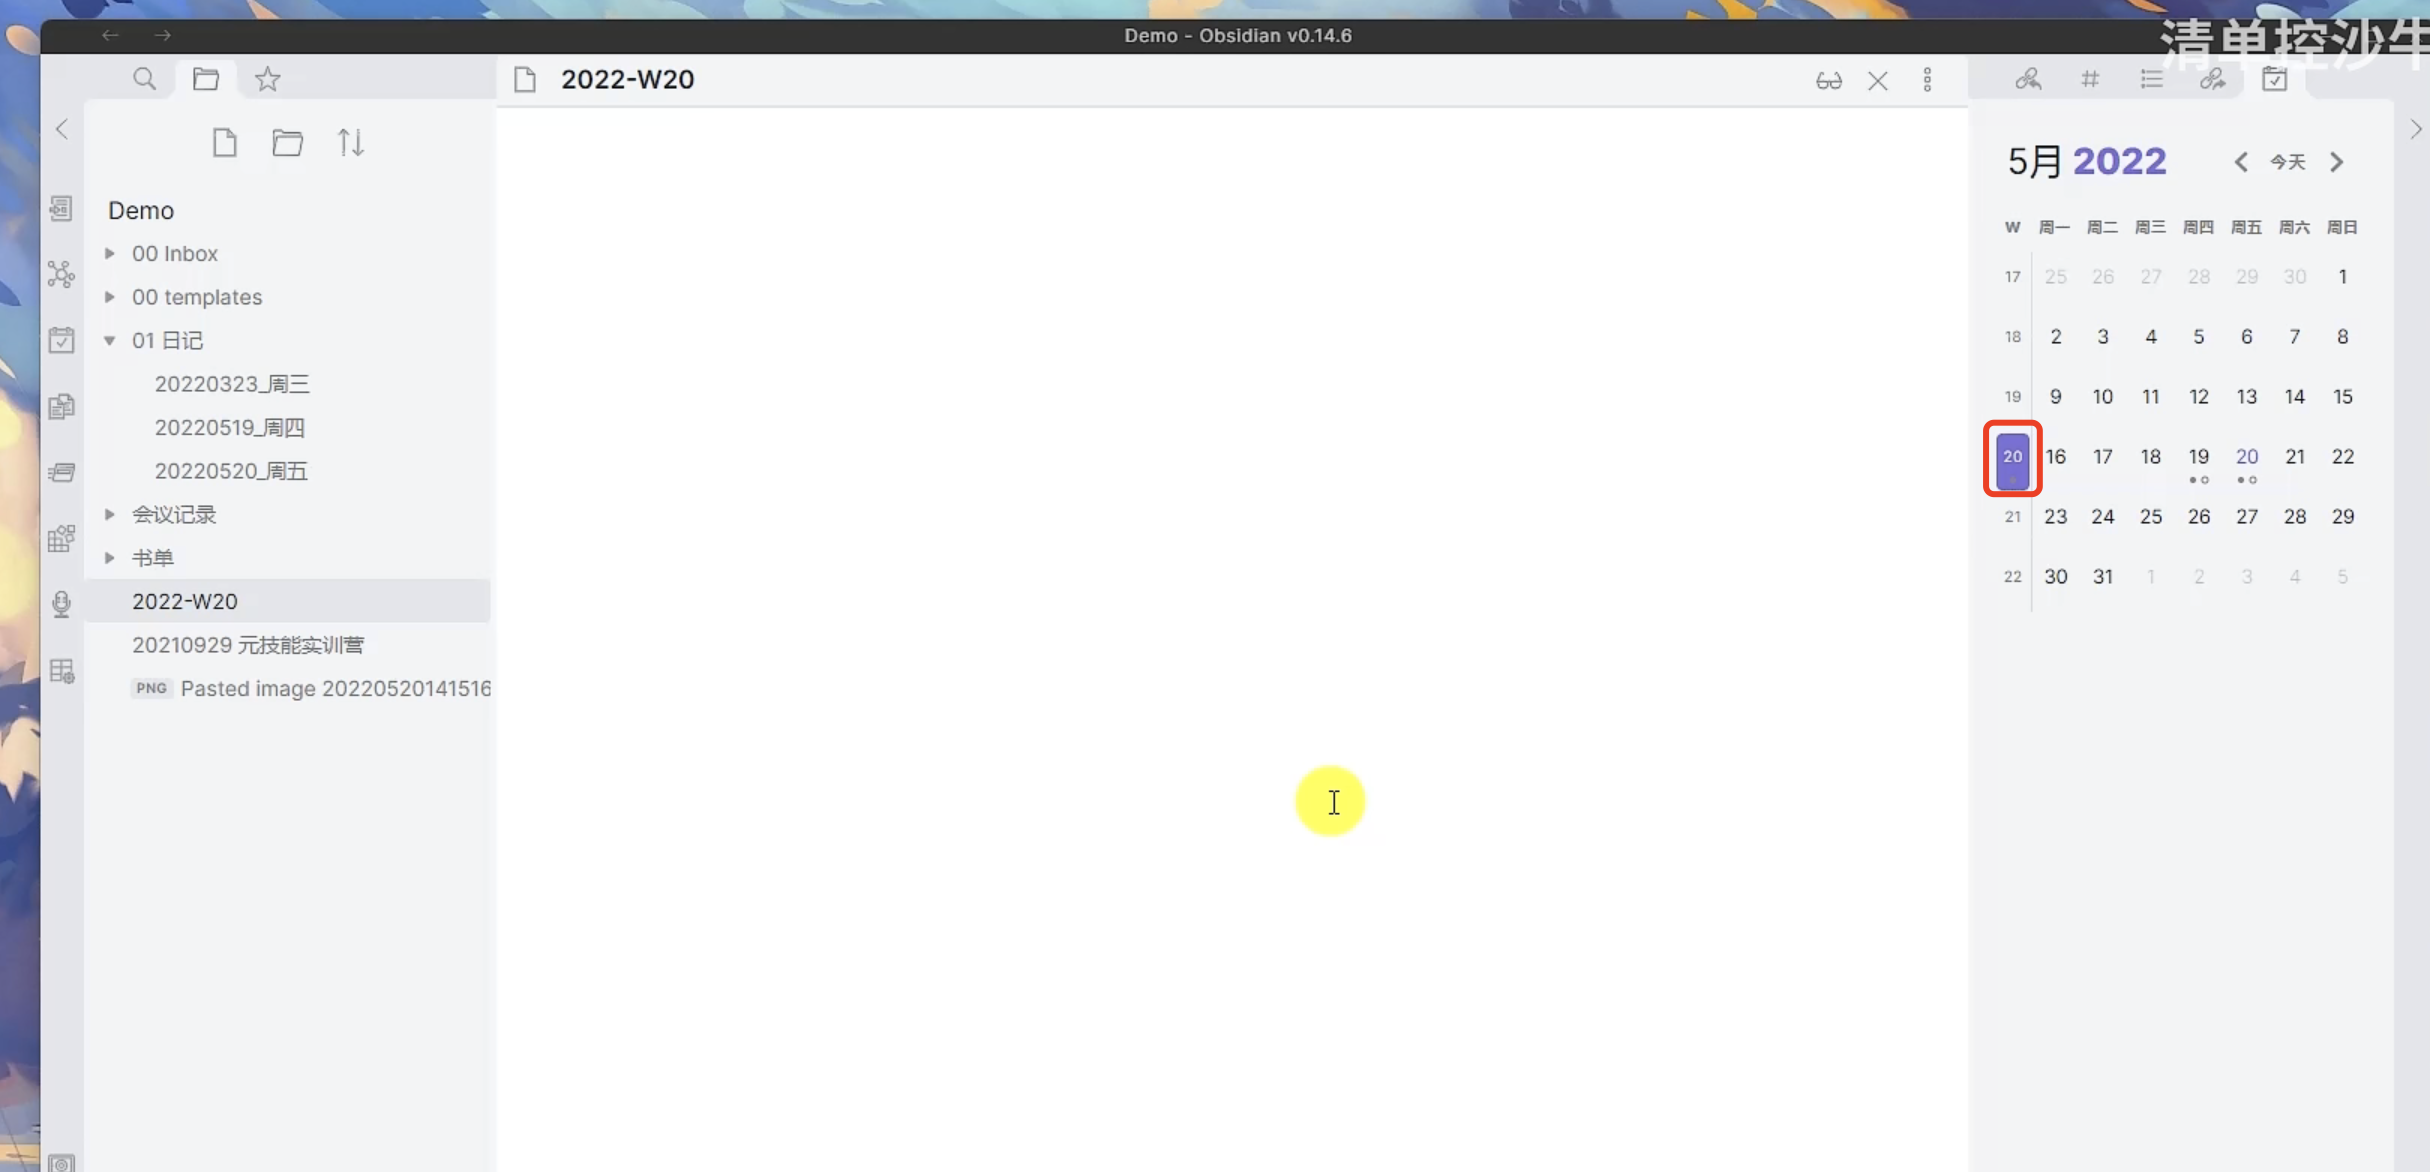 Demo - Obsidian v0.14.6
清单控沙牛
2022-W20
Demo
00 Inbox
00 templates
01 日记
20220323_周三
20220519_周四
20220520_周五
会议记录
书单
2022-W20
20210929 元技能实训营
PNG Pasted image 20220520141516
5月 2022
今天
W 周一 周二 周三 周四 周五 周六 周日
17 25 26 27 28 29 30 1
18 2 3 4 5 6 7 8
19 9 10 11 12 13 14 15
20 16 17 18 19 20 21 22
21 23 24 25 26 27 28 29
22 30 31 1 2 3 4 5